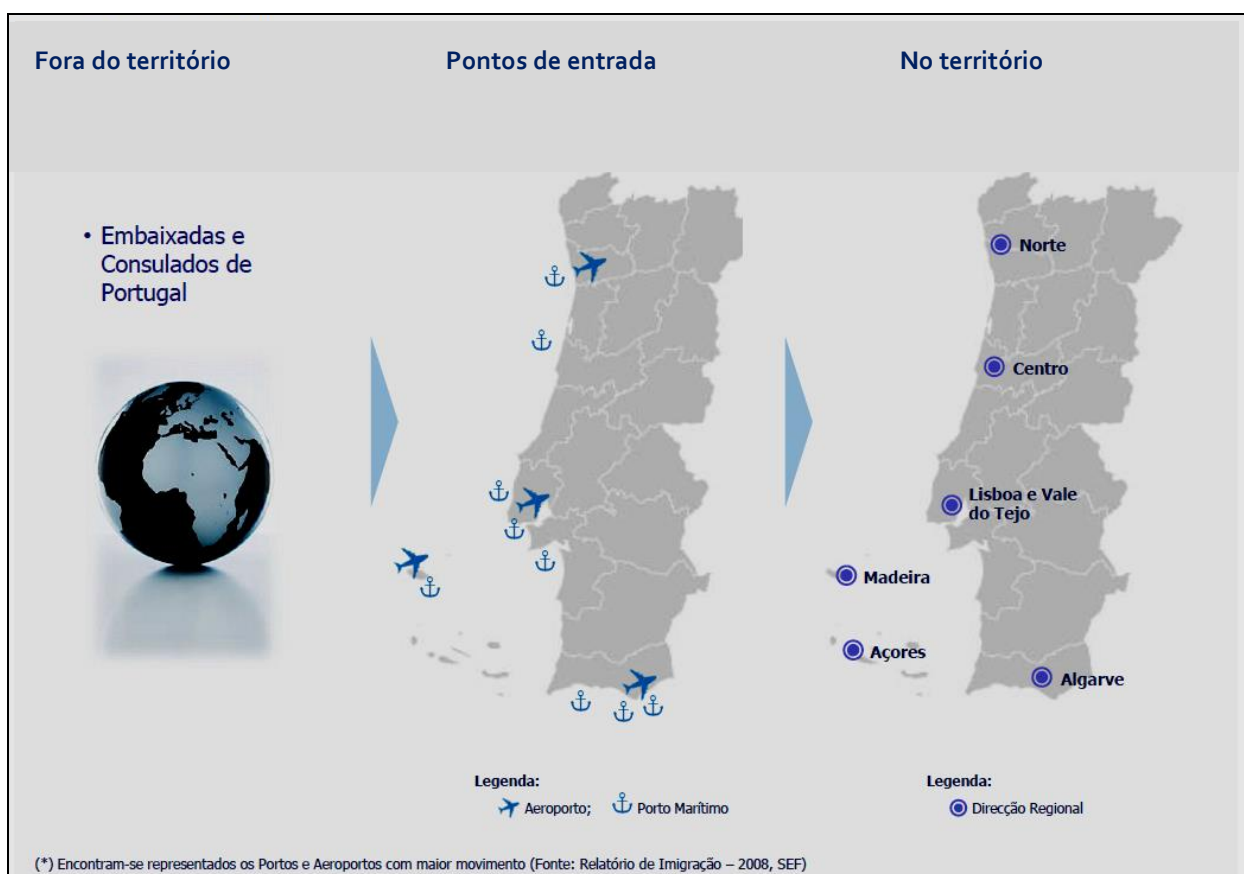 Fora do território
Pontos de entrada
No território
• Embaixadas e
Consulados de
Portugal
Norte
Centro
Lisboa e Vale
do Tejo
Madeira
Açores
Algarve
Legenda:
Aeroporto;
Porto Marítimo
Legenda:
Direcção Regional
(*) Encontram-se representados os Portos e Aeroportos com maior movimento (Fonte: Relatório de Imigração – 2008, SEF)